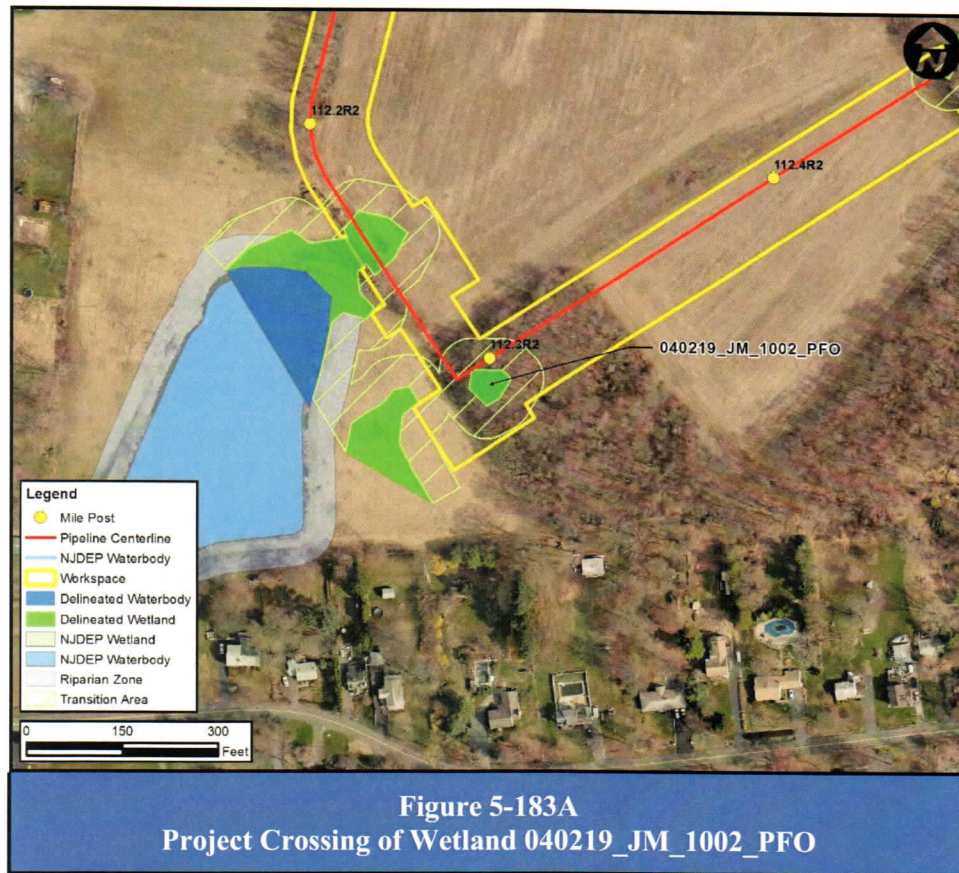 N
112.2R2
112.4R2
112.3R2
040219_JM_1002_PFO
Legend
Mile Post
Pipeline Centerline
NJDEP Waterbody
Workspace
Delineated Waterbody
Delineated Wetland
NJDEP Wetland
NJDEP Waterbody
Riparian Zone
Transition Area
0 150 300
Feet
Figure 5-183A
Project Crossing of Wetland 040219_JM_1002_PFO